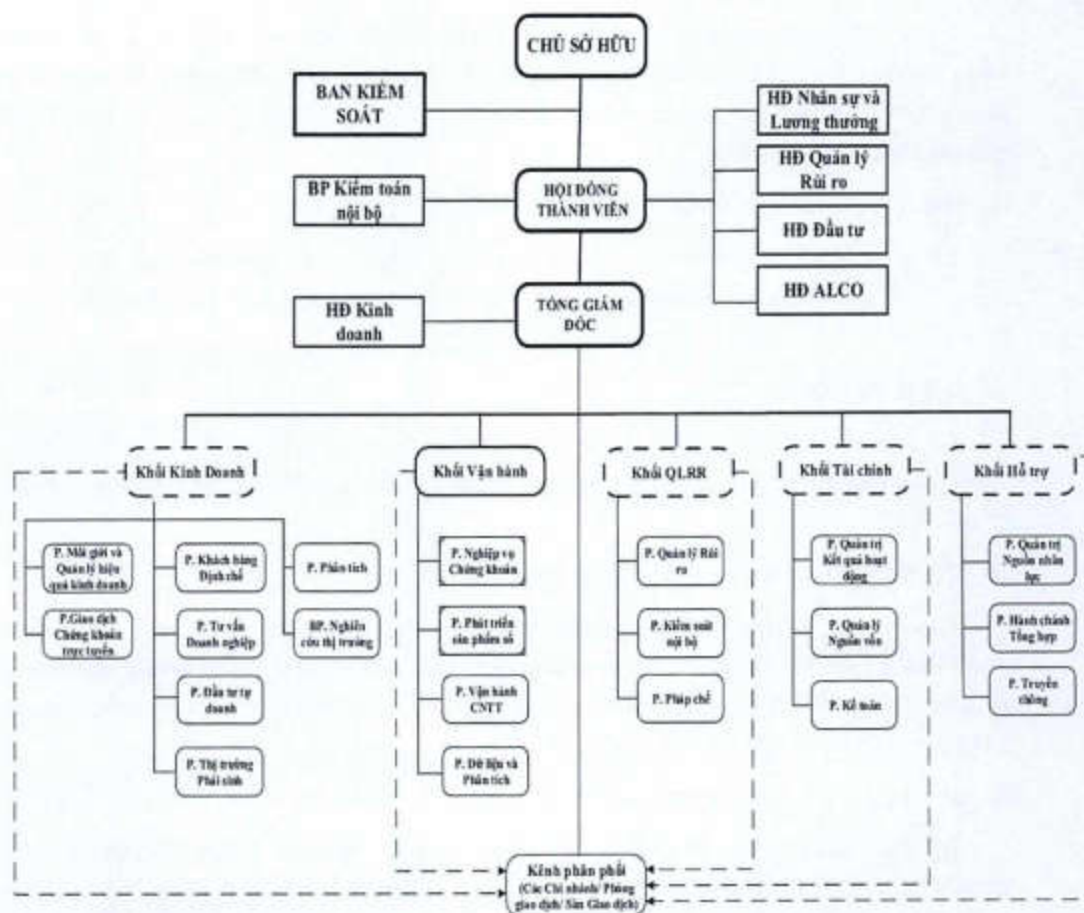 CHỦ SỞ HỮU
BAN KIỂM
SOÁT
HĐ Nhân sự và
Lương thưởng
HĐ Quản lý
Rủi ro
BP Kiểm toán
nội bộ
HỘI ĐỒNG
THÀNH VIÊN
HĐ Đầu tư
HĐ ALCO
HĐ Kinh
doanh
TỔNG GIÁM
ĐỐC
Khối Kinh Doanh
Khối Vận hành
Khối QLRR
Khối Tài chính
Khối Hỗ trợ
P. Môi giới và
Quản lý hiệu
quả kinh doanh
P.Giao dịch
Chứng khoán
trực tuyến
P. Khách hàng
Định chế
P. Tư vấn
Doanh nghiệp
P. Đầu tư tự
doanh
P. Thị trường
Phái sinh
P. Phân tích
BP. Nghiên
cứu thị trường
P. Nghiệp vụ
Chứng khoán
P. Phát triển
sản phẩm số
P. Vận hành
CNTT
P. Dữ liệu và
Phân tích
P. Quản lý Rủi
ro
P. Kiểm soát
nội bộ
P. Pháp chế
P. Quản trị
Kết quả hoạt
động
P. Quản lý
Nguồn vốn
P. Kế toán
P. Quản trị
Nguồn nhân
lực
P. Hành chánh
Tổng hợp
P. Truyền
thông
Kênh phân phối
(Các Chi nhánh/ Phòng
giao dịch/ Sàn Giao dịch)